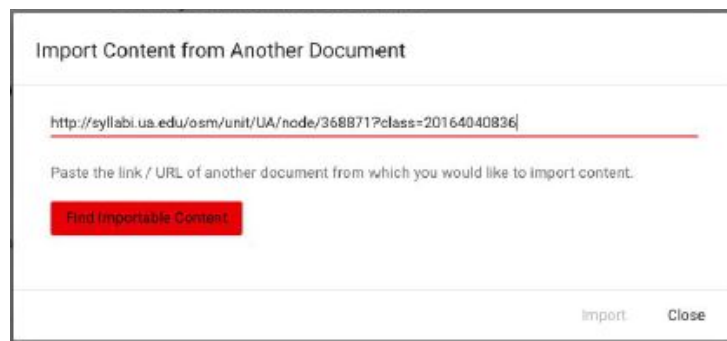 Import Content from Another Document
http://syllabi.ua.edu/osm/unit/UA/node/368871?class=20164040836
Paste the link / URL of another document from which you would like to import content.
Find Importable Content
Import Close